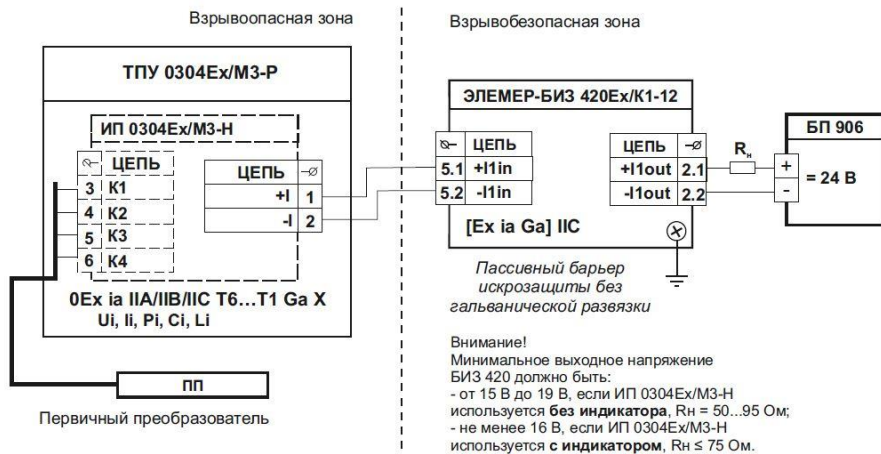 Взрывоопасная зона
Взрывобезопасная зона
ТПУ 0304Ex/М3-Р
ИП 0304Ex/М3-Н
ЦЕПЬ
3 К1
4 К2
5 К3
6 К4
ЦЕПЬ
+I 1
-I 2
0Ex ia IIA/IIB/IIC T6...T1 Ga X
Ui, Ii, Pi, Ci, Li
ПП
Первичный преобразователь
ЭЛЕМЕР-БИЗ 420Ex/К1-12
ЦЕПЬ
5.1 +I1in
5.2 -I1in
ЦЕПЬ
+I1out 2.1
-I1out 2.2
[Ex ia Ga] IIC
Rн
БП 906
+
= 24 В
-
Пассивный барьер
искрозащиты без
гальванической развязки
Внимание!
Минимальное выходное напряжение
БИЗ 420 должно быть:
- от 15 В до 19 В, если ИП 0304Ex/М3-Н
используется без индикатора, Rн = 50...95 Ом;
- не менее 16 В, если ИП 0304Ex/М3-Н
используется с индикатором, Rн ≤ 75 Ом.